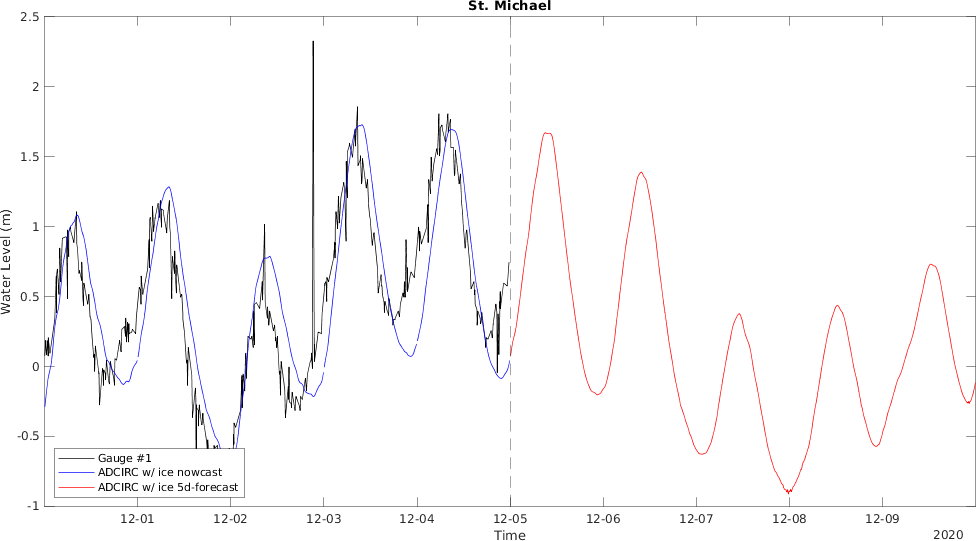 St. Michael
2.5
2
1.5
1
0.5
0
-0.5
-1
Water Level (m)
Gauge #1
ADCIRC w/ ice nowcast
ADCIRC w/ ice 5d-forecast
12-01 12-02 12-03 12-04 12-05 12-06 12-07 12-08 12-09
Time
2020